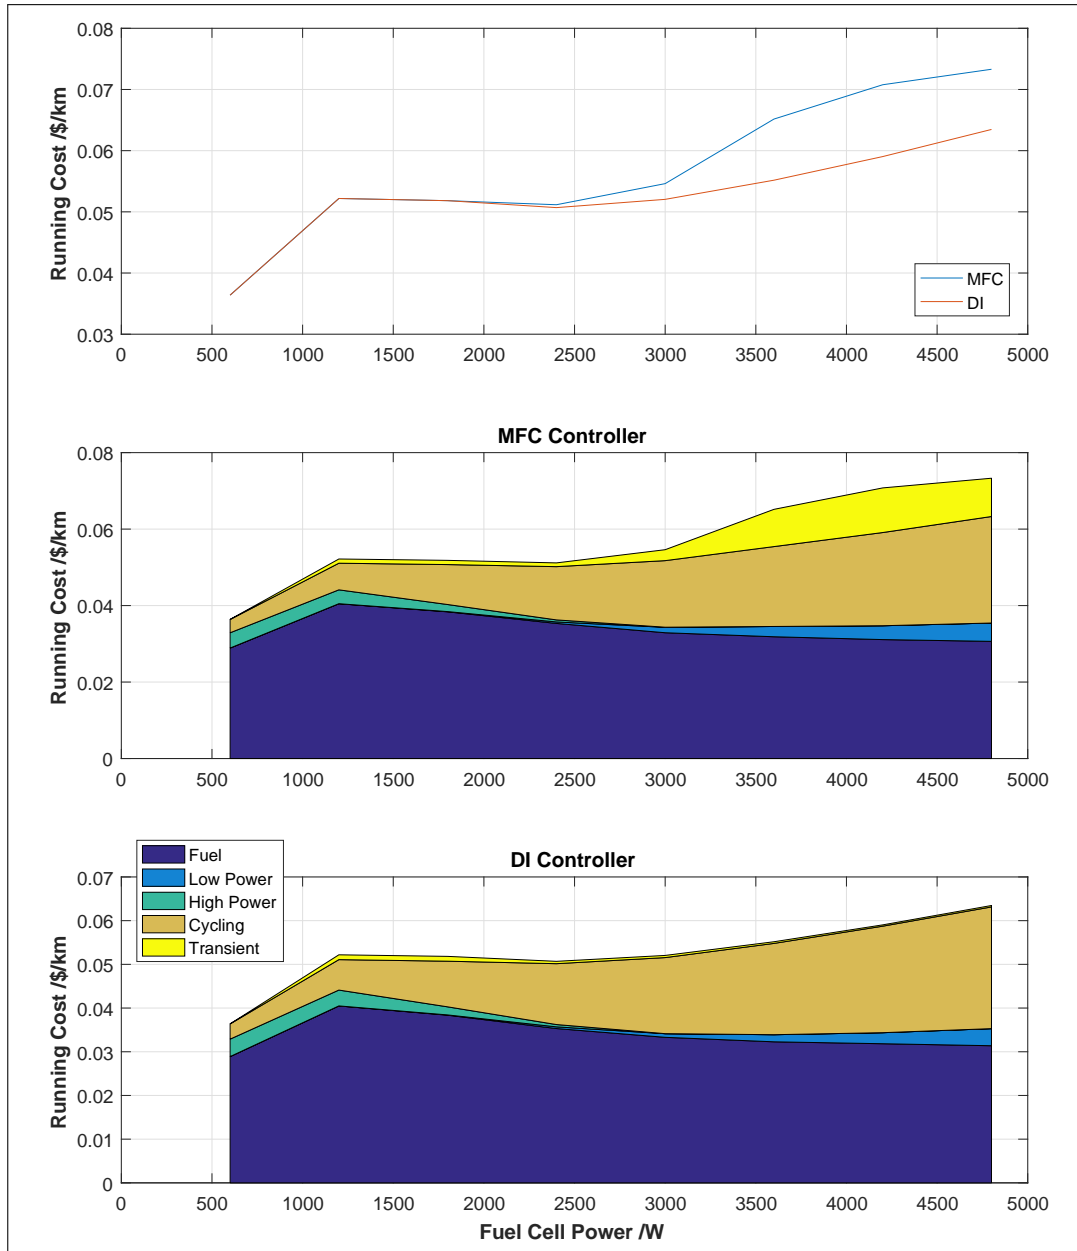 0.08
0.07
0.06
0.05
0.04
0.03
Running Cost /$/km
MFC
DI
0 500 1000 1500 2000 2500 3000 3500 4000 4500 5000
MFC Controller
0.08
0.06
0.04
0.02
0
Running Cost /$/km
0 500 1000 1500 2000 2500 3000 3500 4000 4500 5000
DI Controller
Fuel
Low Power
High Power
Cycling
Transient
0.07
0.06
0.05
0.04
0.03
0.02
0.01
0
Running Cost /$/km
0 500 1000 1500 2000 2500 3000 3500 4000 4500 5000
Fuel Cell Power /W